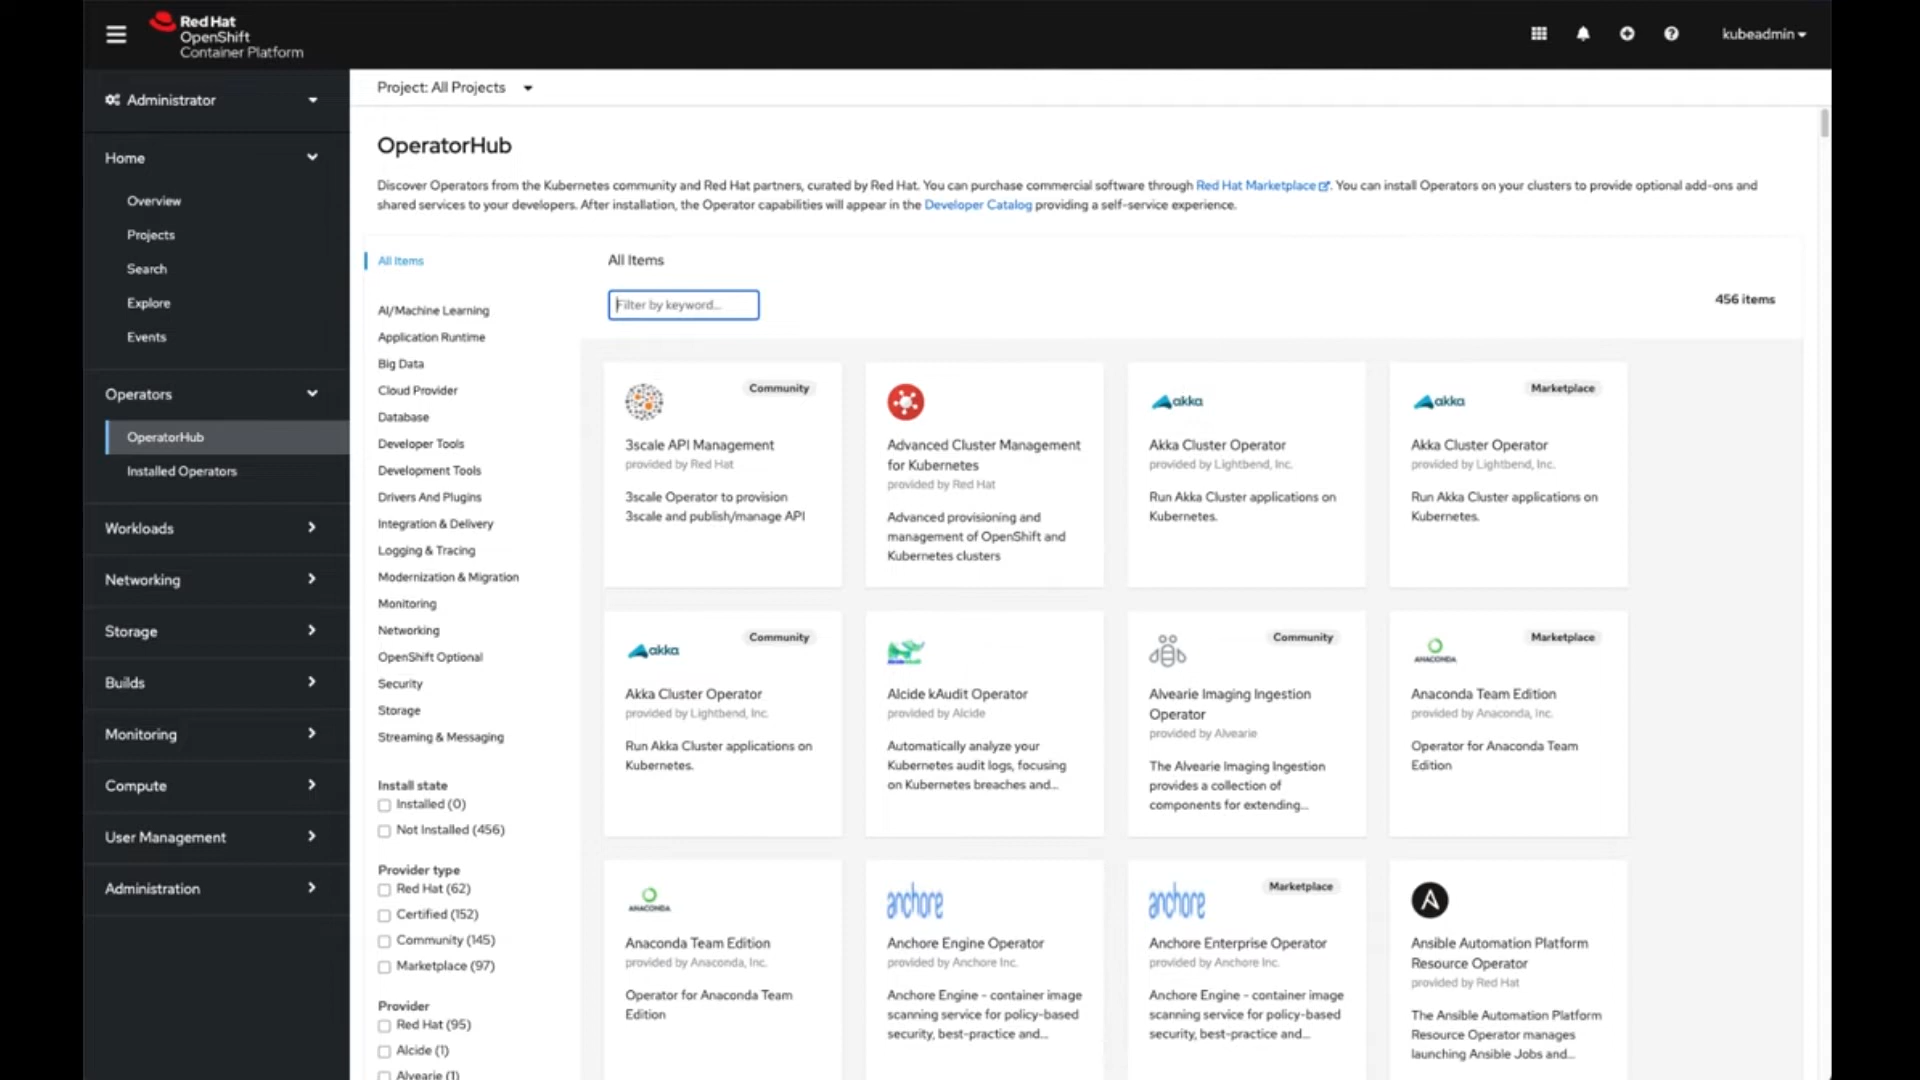 Red Hat
OpenShift
Container Platform
kubeadmin
Administrator
Home
Overview
Projects
Search
Explore
Events
Operators
OperatorHub
Installed Operators
Workloads
Networking
Storage
Builds
Monitoring
Compute
User Management
Administration
Project: All Projects
OperatorHub
Discover Operators from the Kubernetes community and Red Hat partners, curated by Red Hat. You can purchase commercial software through Red Hat Marketplace. You can install Operators on your clusters to provide optional add-ons and
shared services to your developers. After installation, the Operator capabilities will appear in the Developer Catalog providing a self-service experience.
All Items
AI/Machine Learning
Application Runtime
Big Data
Cloud Provider
Database
Developer Tools
Development Tools
Drivers And Plugins
Integration & Delivery
Logging & Tracing
Modernization & Migration
Monitoring
Networking
OpenShift Optional
Security
Storage
Streaming & Messaging
Install state
Installed (0)
Not Installed (456)
Provider type
Red Hat (62)
Certified (152)
Community (145)
Marketplace (97)
Provider
Red Hat (95)
Alcide (1)
Alvearie (1)
All Items
Filter by keyword...
456 items
Community
3scale API Management
provided by Red Hat
3scale Operator to provision
3scale and publish/manage API
Advanced Cluster Management
for Kubernetes
provided by Red Hat
Advanced provisioning and
management of OpenShift and
Kubernetes clusters
akka
Akka Cluster Operator
provided by Lightbend, Inc.
Run Akka Cluster applications on
Kubernetes.
akka
Marketplace
Akka Cluster Operator
provided by Lightbend, Inc.
Run Akka Cluster applications on
Kubernetes.
akka
Community
Akka Cluster Operator
provided by Lightbend, Inc.
Run Akka Cluster applications on
Kubernetes.
Alcide kAudit Operator
provided by Alcide
Automatically analyze your
Kubernetes audit logs, focusing
on Kubernetes breaches and...
Community
Alvearie Imaging Ingestion
Operator
provided by Alvearie
The Alvearie Imaging Ingestion
provides a collection of
components for extending...
ANACONDA
Marketplace
Anaconda Team Edition
provided by Anaconda, Inc.
Operator for Anaconda Team
Edition
ANACONDA
Anaconda Team Edition
provided by Anaconda, Inc.
Operator for Anaconda Team
Edition
anchore
Anchore Engine Operator
provided by Anchore Inc.
Anchore Engine - container image
scanning service for policy-based
security, best-practice and...
anchore
Marketplace
Anchore Enterprise Operator
provided by Anchore Inc.
Anchore Engine - container image
scanning service for policy-based
security, best-practice and...
Ansible Automation Platform
Resource Operator
provided by Red Hat
The Ansible Automation Platform
Resource Operator manages
launching Ansible Jobs and...